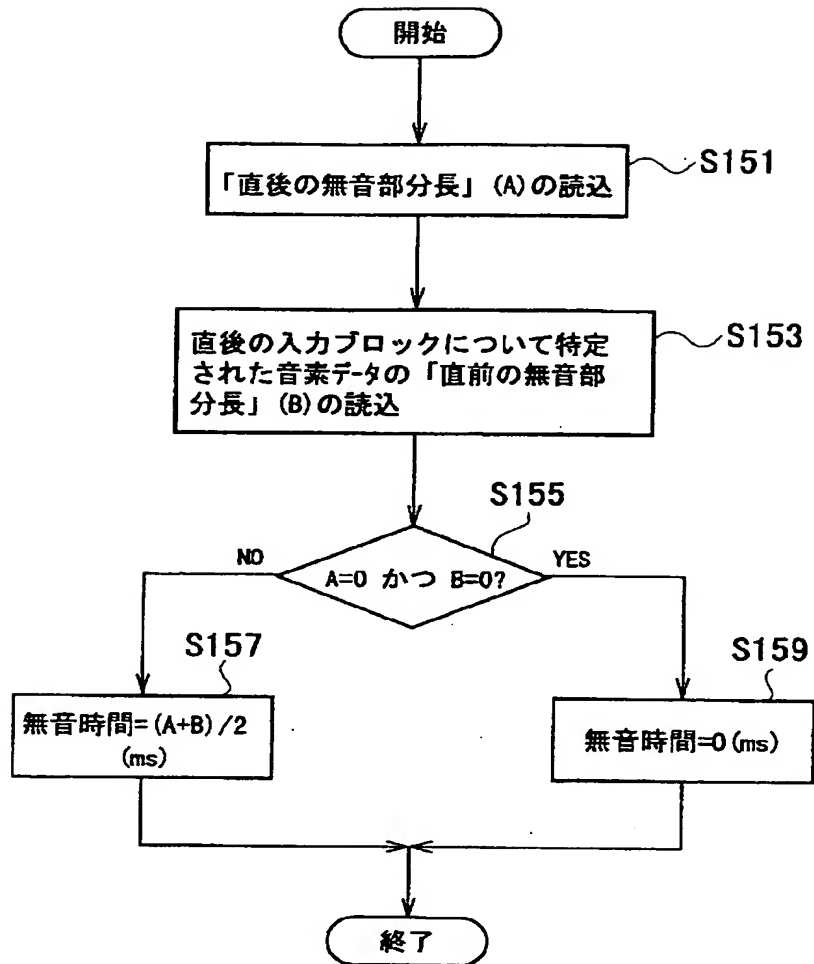 開始
S151
「直後の無音部分長」(A)の読込
S153
直後の入力ブロックについて特定
された音素データの「直前の無音部
分長」(B)の読込
S155
NO
YES
A=0 かつ B=0?
S157
S159
無音時間=(A+B)/2
(ms)
無音時間=0(ms)
終了